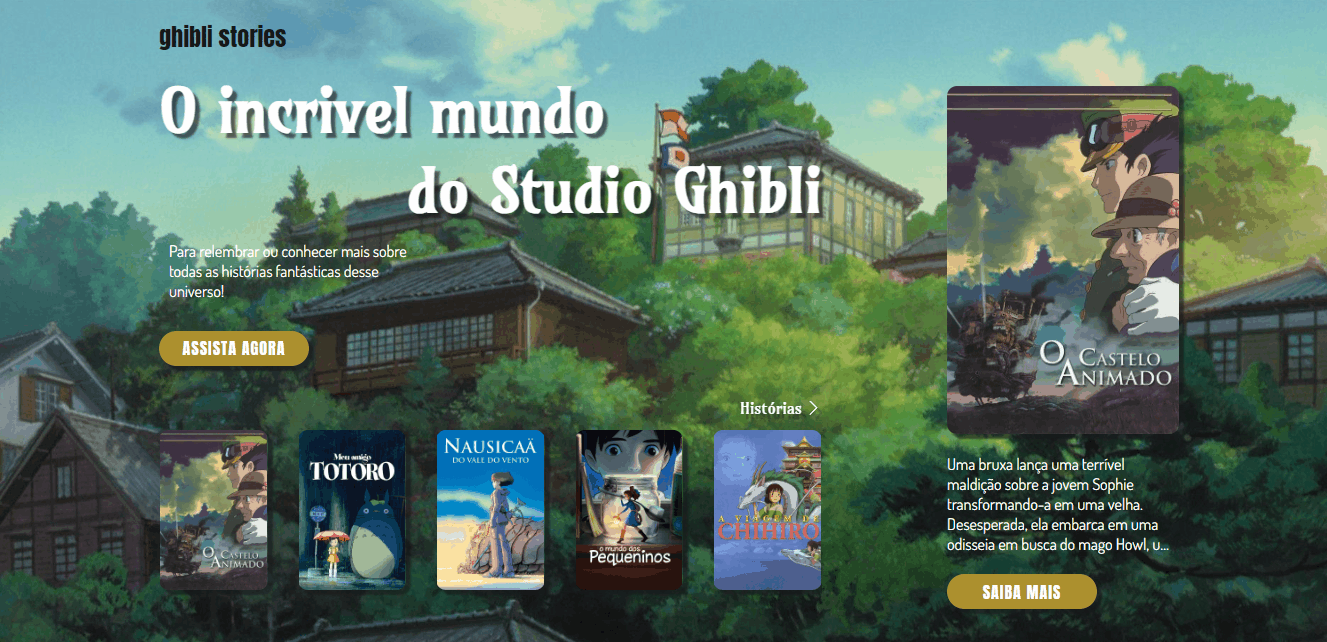 ghibli stories
O incrivel mundo
do Studio Ghibli
Para relembrar ou conhecer mais sobre
todas as histórias fantásticas desse
universo!
ASSISTA AGORA
Histórias
O CASTELO
ANIMADO
Meu amigo
TOTORO
NAUSICAÄ
DO VALE DO VENTO
O mundo dos
Pequeninos
A VIAGEM DE
CHIHIRO
O CASTELO
ANIMADO
Uma bruxa lança uma terrível
maldição sobre a jovem Sophie
transformando-a em uma velha.
Desesperada, ela embarca em uma
odisseia em busca do mago Howl, u...
SAIBA MAIS